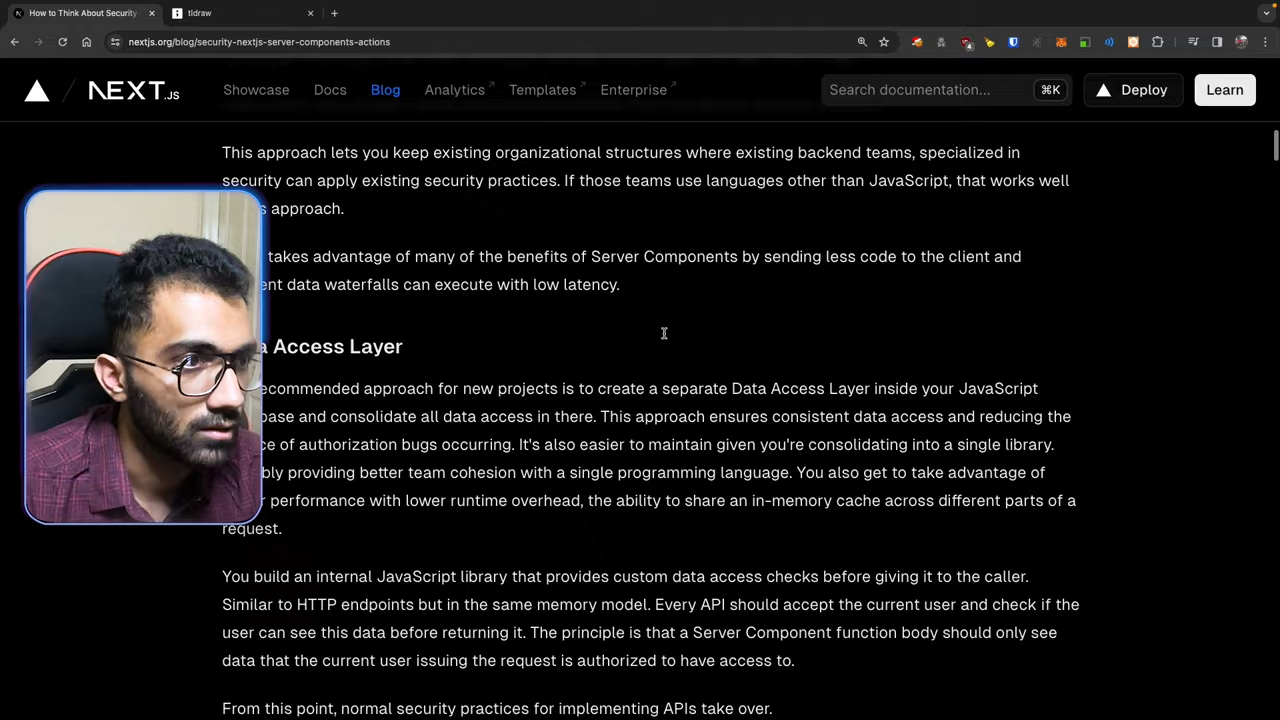 How to Think About Security
tldraw
nextjs.org/blog/security-nextjs-server-components-actions
NEXT.JS
Showcase
Docs
Blog
Analytics
Templates
Enterprise
Search documentation...
⌘K
Deploy
Learn
This approach lets you keep existing organizational structures where existing backend teams, specialized in
security can apply existing security practices. If those teams use languages other than JavaScript, that works well
approach.
takes advantage of many of the benefits of Server Components by sending less code to the client and
data waterfalls can execute with low latency.
Access Layer
recommended approach for new projects is to create a separate Data Access Layer inside your JavaScript
and consolidate all data access in there. This approach ensures consistent data access and reducing the
of authorization bugs occurring. It's also easier to maintain given you're consolidating into a single library.
providing better team cohesion with a single programming language. You also get to take advantage of
performance with lower runtime overhead, the ability to share an in-memory cache across different parts of a
request.
You build an internal JavaScript library that provides custom data access checks before giving it to the caller.
Similar to HTTP endpoints but in the same memory model. Every API should accept the current user and check if the
user can see this data before returning it. The principle is that a Server Component function body should only see
data that the current user issuing the request is authorized to have access to.
From this point, normal security practices for implementing APIs take over.